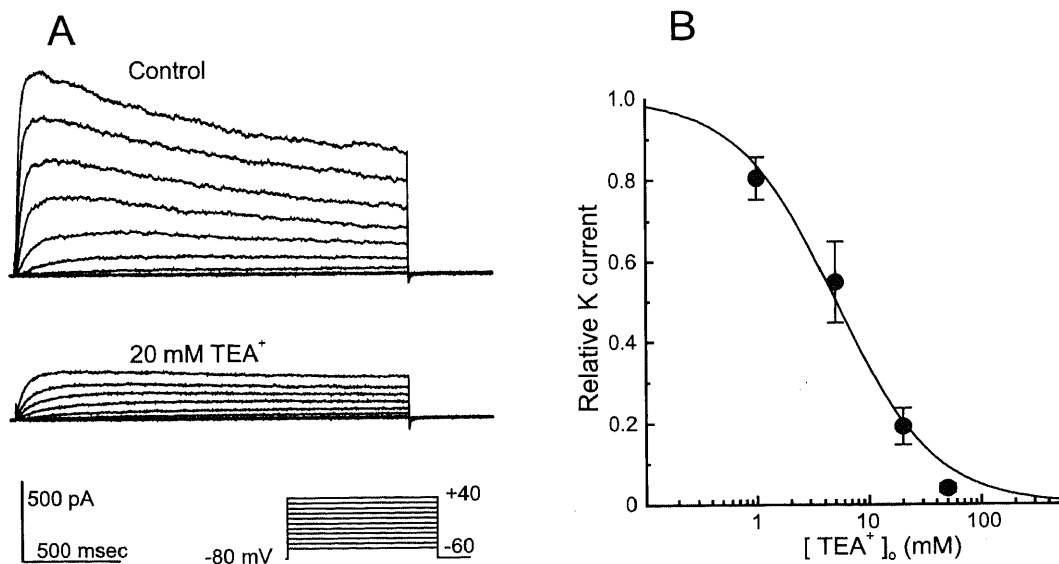 A
Control
20 mM TEA⁺
500 pA
500 msec
+40
-60
-80 mV
B
1.0
0.8
0.6
0.4
0.2
0
Relative K current
1 10 100
[ TEA⁺ ]ₒ (mM)